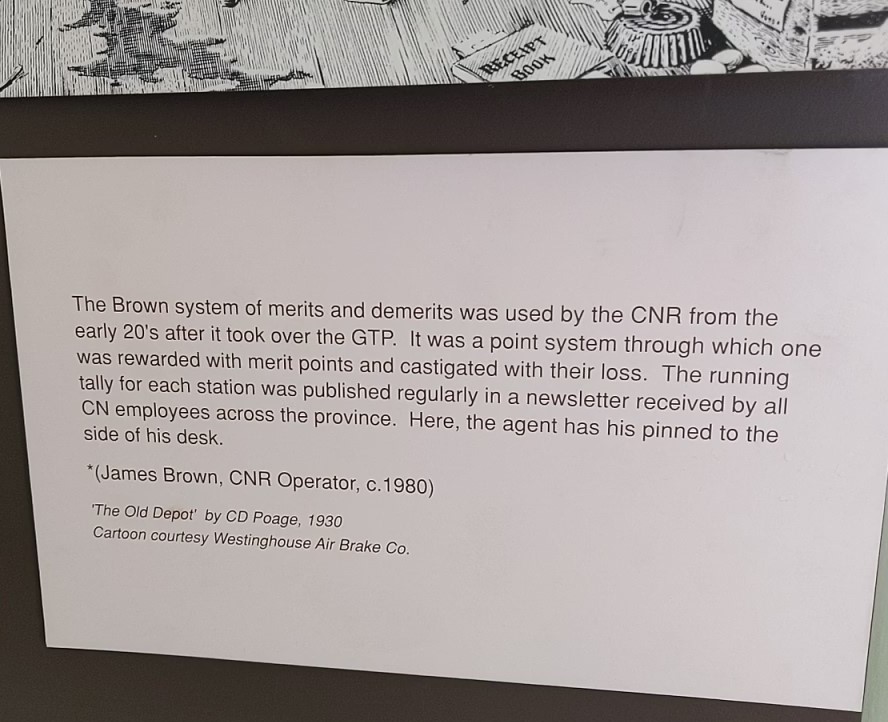 RECEIPT
BOOK
The Brown system of merits and demerits was used by the CNR from the
early 20's after it took over the GTP. It was a point system through which one
was rewarded with merit points and castigated with their loss. The running
tally for each station was published regularly in a newsletter received by all
CN employees across the province. Here, the agent has his pinned to the
side of his desk.
*(James Brown, CNR Operator, c.1980)
'The Old Depot' by CD Poage, 1930
Cartoon courtesy Westinghouse Air Brake Co.